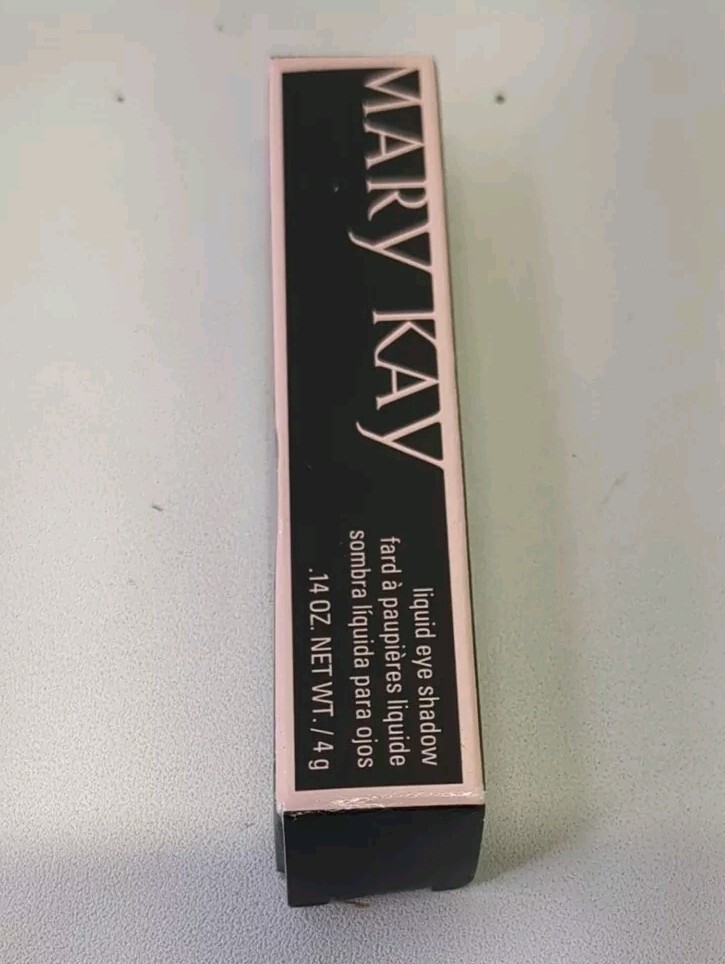 MARY KAY
liquid eye shadow
fard à paupières liquide
sombra líquida para ojos
.14 OZ. NET WT. / 4 g